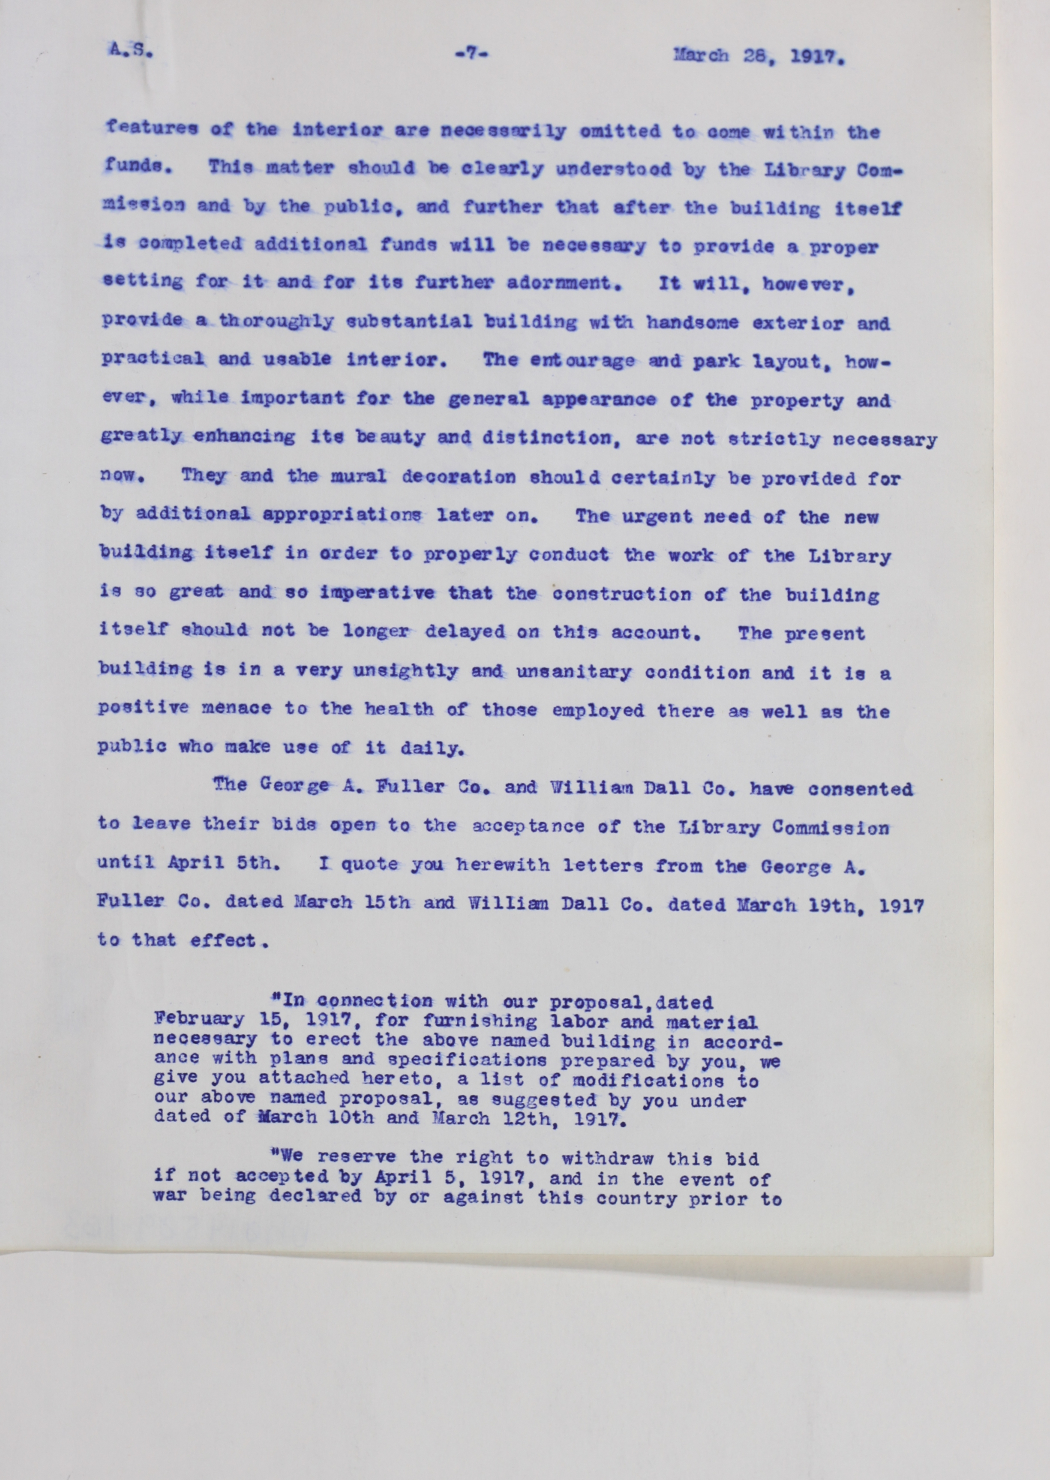 A.S. -7- March 28, 1917.
features of the interior are necessarily omitted to come within the
funds. This matter should be clearly understood by the Library Com-
mission and by the public, and further that after the building itself
is completed additional funds will be necessary to provide a proper
setting for it and for its further adornment. It will, however,
provide a thoroughly substantial building with handsome exterior and
practical and usable interior. The entourage and park layout, how-
ever, while important for the general appearance of the property and
greatly enhancing its beauty and distinction, are not strictly necessary
now. They and the mural decoration should certainly be provided for
by additional appropriations later on. The urgent need of the new
building itself in order to properly conduct the work of the Library
is so great and so imperative that the construction of the building
itself should not be longer delayed on this account. The present
building is in a very unsightly and unsanitary condition and it is a
positive menace to the health of those employed there as well as the
public who make use of it daily.
The George A. Fuller Co. and William Dall Co. have consented
to leave their bids open to the acceptance of the Library Commission
until April 5th. I quote you herewith letters from the George A.
Fuller Co. dated March 15th and William Dall Co. dated March 19th, 1917
to that effect.
"In connection with our proposal,dated
February 15, 1917, for furnishing labor and material
necessary to erect the above named building in accord-
ance with plans and specifications prepared by you, we
give you attached hereto, a list of modifications to
our above named proposal, as suggested by you under
dated of March 10th and March 12th, 1917.
"We reserve the right to withdraw this bid
if not accepted by April 5, 1917, and in the event of
war being declared by or against this country prior to